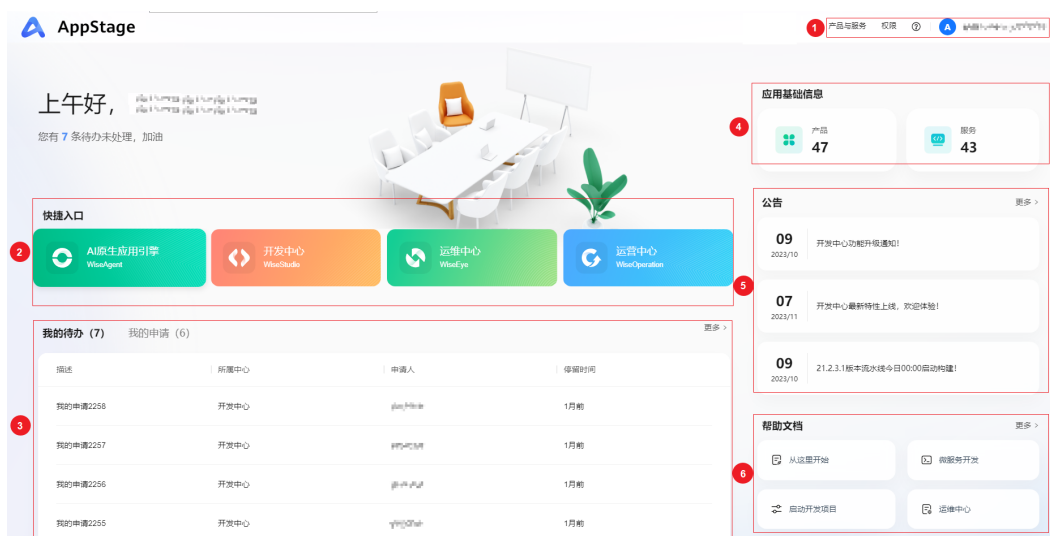 AppStage
1
产品与服务
权限
A
上午好，
您有 7 条待办未处理，加油
快捷入口
2
AI原生应用引擎
WiseAgent
开发中心
WiseStudio
运维中心
WiseEye
运营中心
WiseOperation
3
我的待办（7）
我的申请（6）
更多
描述
所属中心
申请人
停留时间
我的申请2258
开发中心
1月前
我的申请2257
开发中心
1月前
我的申请2256
开发中心
1月前
我的申请2255
开发中心
1月前
4
应用基础信息
产品
47
服务
43
5
公告
更多
09
2023/10
开发中心功能升级通知!
07
2023/11
开发中心最新特性上线，欢迎体验!
09
2023/10
21.2.3.1版本流水线今日00:00启动构建!
6
帮助文档
更多
从这里开始
微服务开发
启动开发项目
运维中心